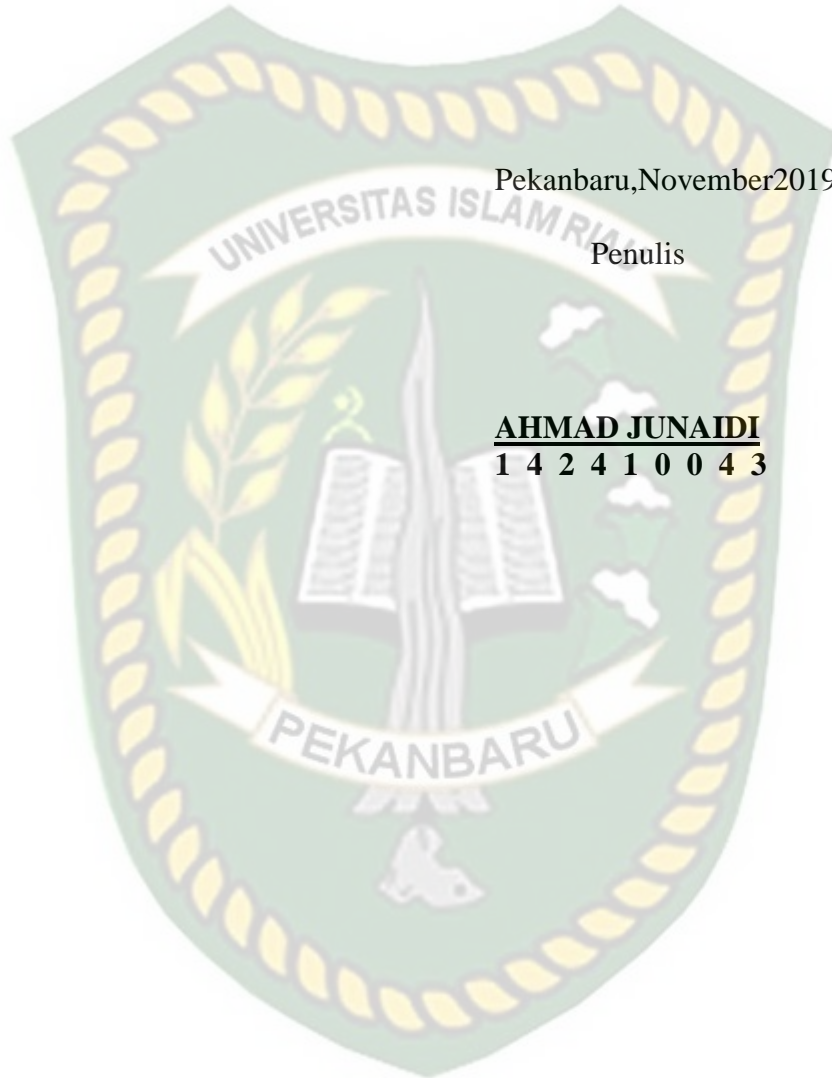 Pekanbaru,November2019
UNIVERSITAS ISLAM RIAU
Penulis
AHMAD JUNAIDI
1 4 2 4 1 0 0 4 3
PEKANBARU